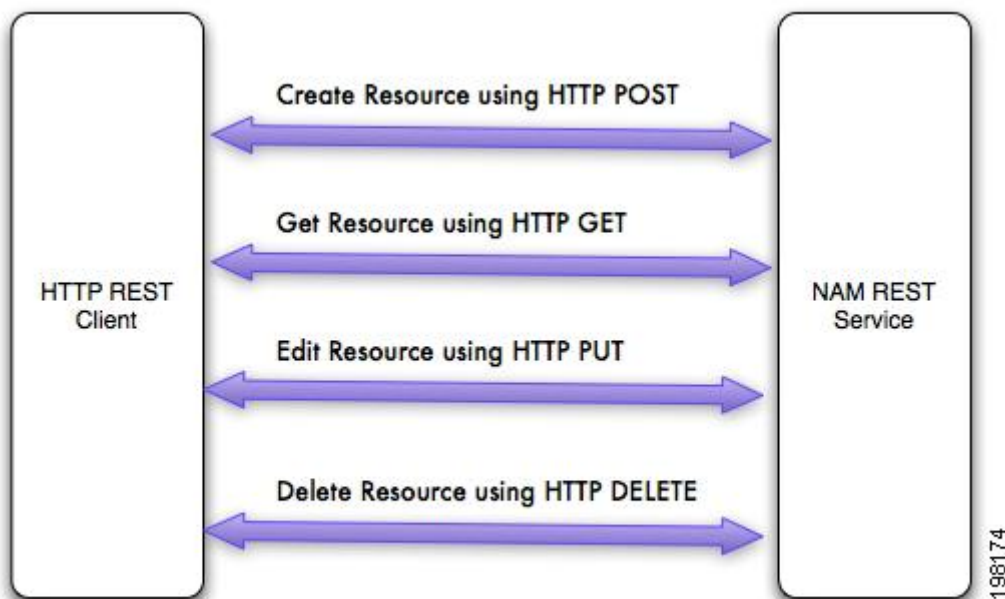 Create Resource using HTTP POST
Get Resource using HTTP GET
HTTP REST
Client
NAM REST
Service
Edit Resource using HTTP PUT
Delete Resource using HTTP DELETE
198174